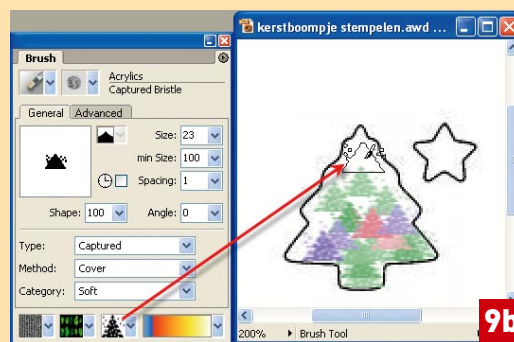 Brush
Acrylics
Captured Bristle
General
Advanced
Size: 23
min Size: 100
Spacing: 1
Shape: 100
Angle: 0
Type: Captured
Method: Cover
Category: Soft
kerstboompje stempelen.awd ...
200%
Brush Tool
9b